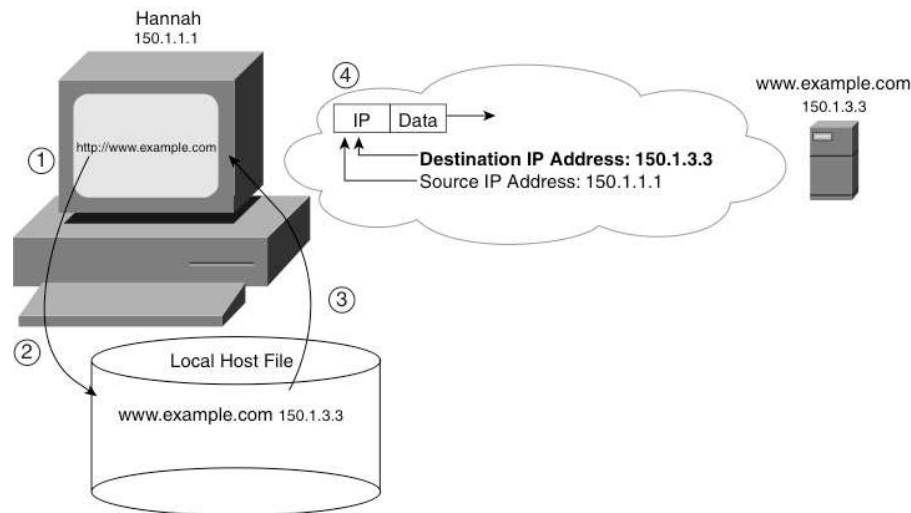 Hannah
150.1.1.1
①
http://www.example.com
④
IP Data
Destination IP Address: 150.1.3.3
Source IP Address: 150.1.1.1
www.example.com
150.1.3.3
③
②
Local Host File
www.example.com 150.1.3.3